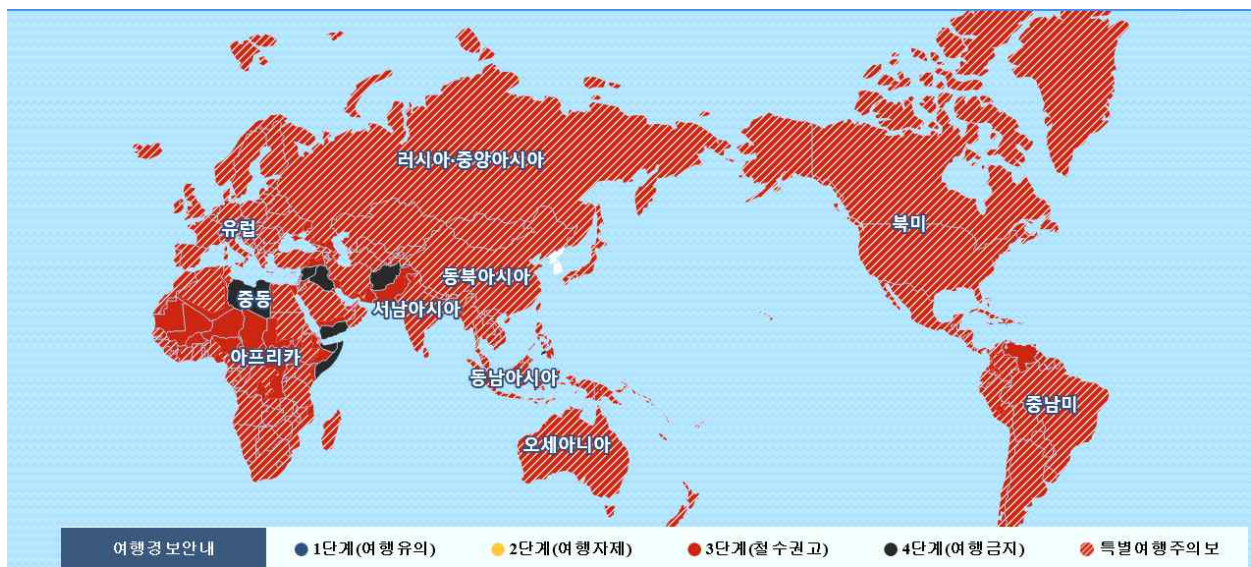 러시아·중앙아시아
유럽
북미
동북아시아
중동
서남아시아
아프리카
동남아시아
중남미
오세아니아
여행경보안내
1단계(여행유의)
2단계(여행자제)
3단계(철수권고)
4단계(여행금지)
특별여행주의보